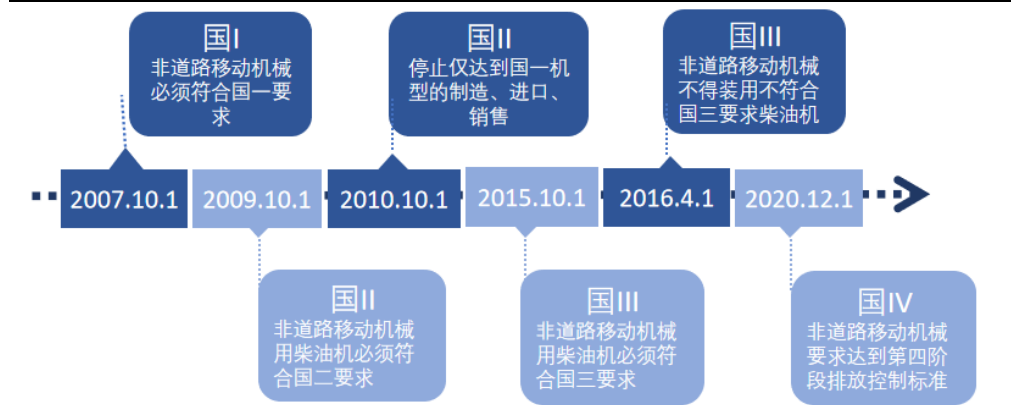 国I
非道路移动机械
必须符合国一要
求
国II
停止仅达到国一机
型的制造、进口、
销售
国III
非道路移动机械
不得装用不符合
国三要求柴油机
2007.10.1
2009.10.1
2010.10.1
2015.10.1
2016.4.1
2020.12.1
国II
非道路移动机械
用柴油机必须符
合国二要求
国III
非道路移动机械
用柴油机必须符
合国三要求
国IV
非道路移动机械
要求达到第四阶
段排放控制标准